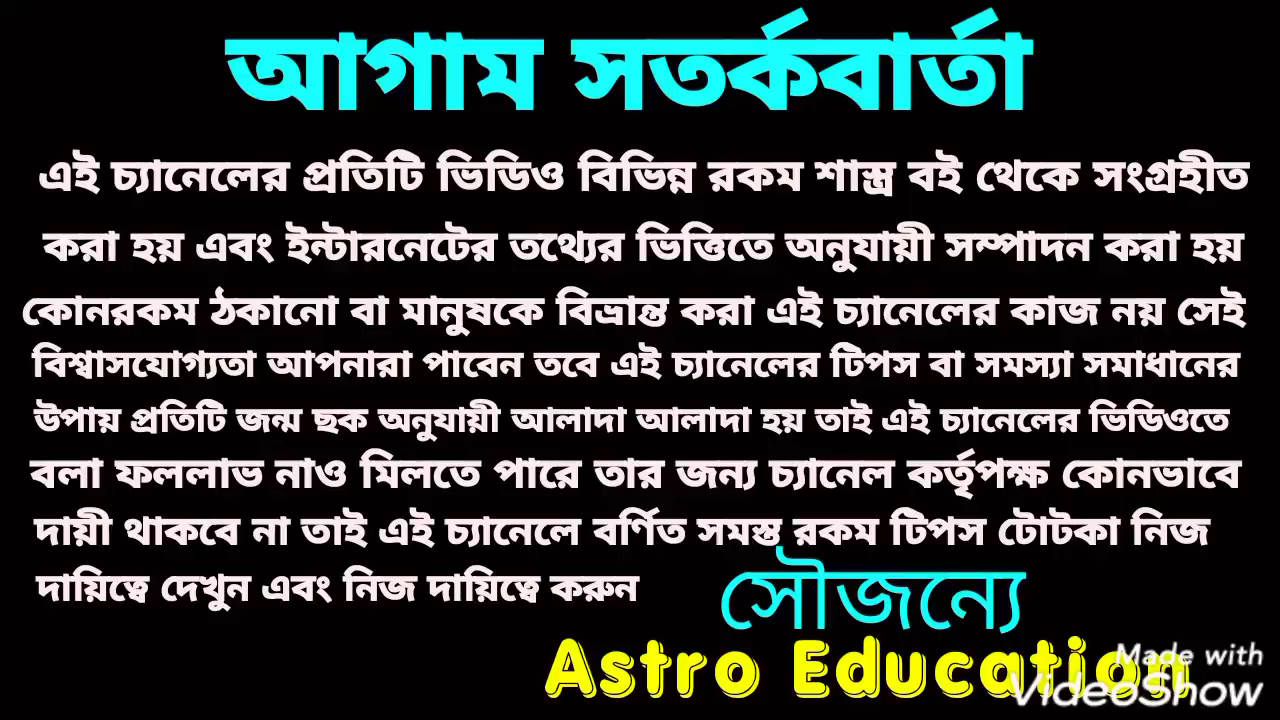 আগাম সতর্কবার্তা
এই চ্যানেলের প্রতিটি ভিডিও বিভিন্ন রকম শাস্ত্র বই থেকে সংগ্রহীত
করা হয় এবং ইন্টারনেটের তথ্যের ভিত্তিতে অনুযায়ী সম্পাদন করা হয়
কোনরকম ঠকানো বা মানুষকে বিভ্রান্ত করা এই চ্যানেলের কাজ নয় সেই
বিশ্বাসযোগ্যতা আপনারা পাবেন তবে এই চ্যানেলের টিপস বা সমস্যা সমাধানের
উপায় প্রতিটি জন্ম ছক অনুযায়ী আলাদা আলাদা হয় তাই এই চ্যানেলের ভিডিওতে
বলা ফললাভ নাও মিলতে পারে তার জন্য চ্যানেল কর্তৃপক্ষ কোনভাবে
দায়ী থাকবে না তাই এই চ্যানেলে বর্ণিত সমস্ত রকম টিপস টোটকা নিজ
দায়িত্বে দেখুন এবং নিজ দায়িত্বে করুন
সৌজন্যে
Astro Education
Made with
VideoShow